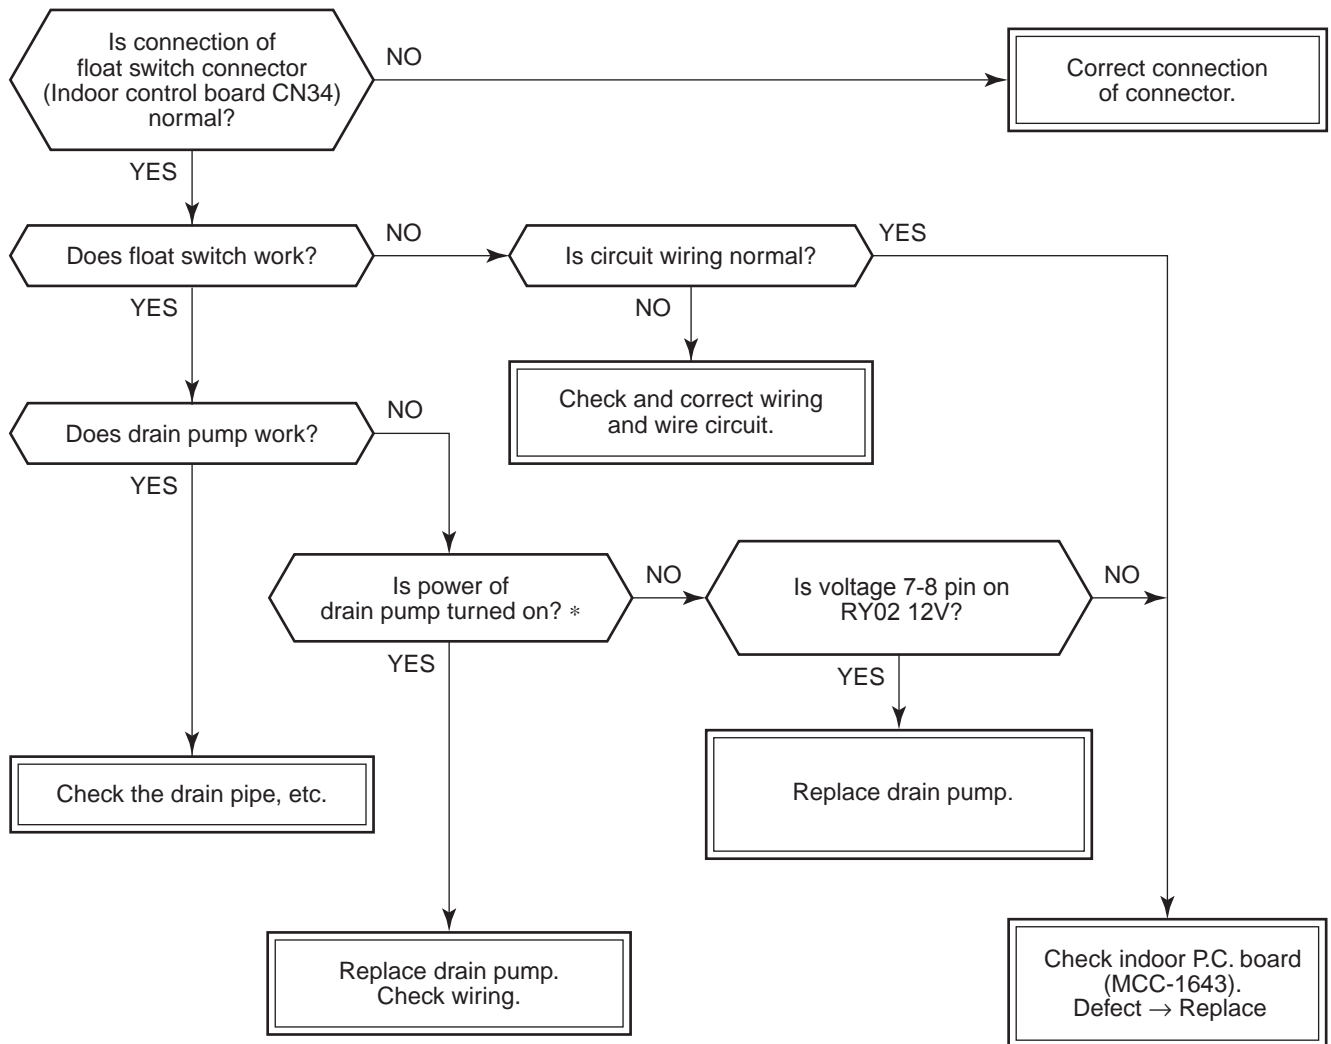 Is connection of
float switch connector
(Indoor control board CN34)
normal?
NO
Correct connection
of connector.
YES
Does float switch work?
NO
Is circuit wiring normal?
YES
YES
NO
Check and correct wiring
and wire circuit.
Does drain pump work?
NO
YES
Is power of
drain pump turned on? *
NO
Is voltage 7-8 pin on
RY02 12V?
NO
YES
YES
Check the drain pipe, etc.
Replace drain pump.
Replace drain pump.
Check wiring.
Check indoor P.C. board
(MCC-1643).
Defect → Replace